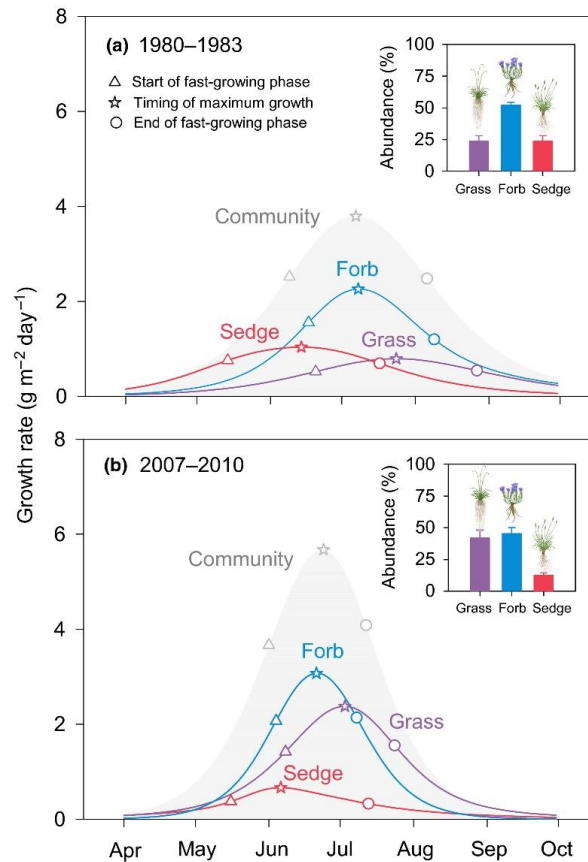 Growth rate (g m⁻² day⁻¹)
8
6
4
2
0
(a) 1980–1983
Start of fast-growing phase
Timing of maximum growth
End of fast-growing phase
Community
Forb
Sedge
Grass
Abundance (%)
100
75
50
25
0
Grass Forb Sedge
8
6
4
2
0
(b) 2007–2010
Community
Forb
Grass
Sedge
Abundance (%)
100
75
50
25
0
Grass Forb Sedge
Apr May Jun Jul Aug Sep Oct